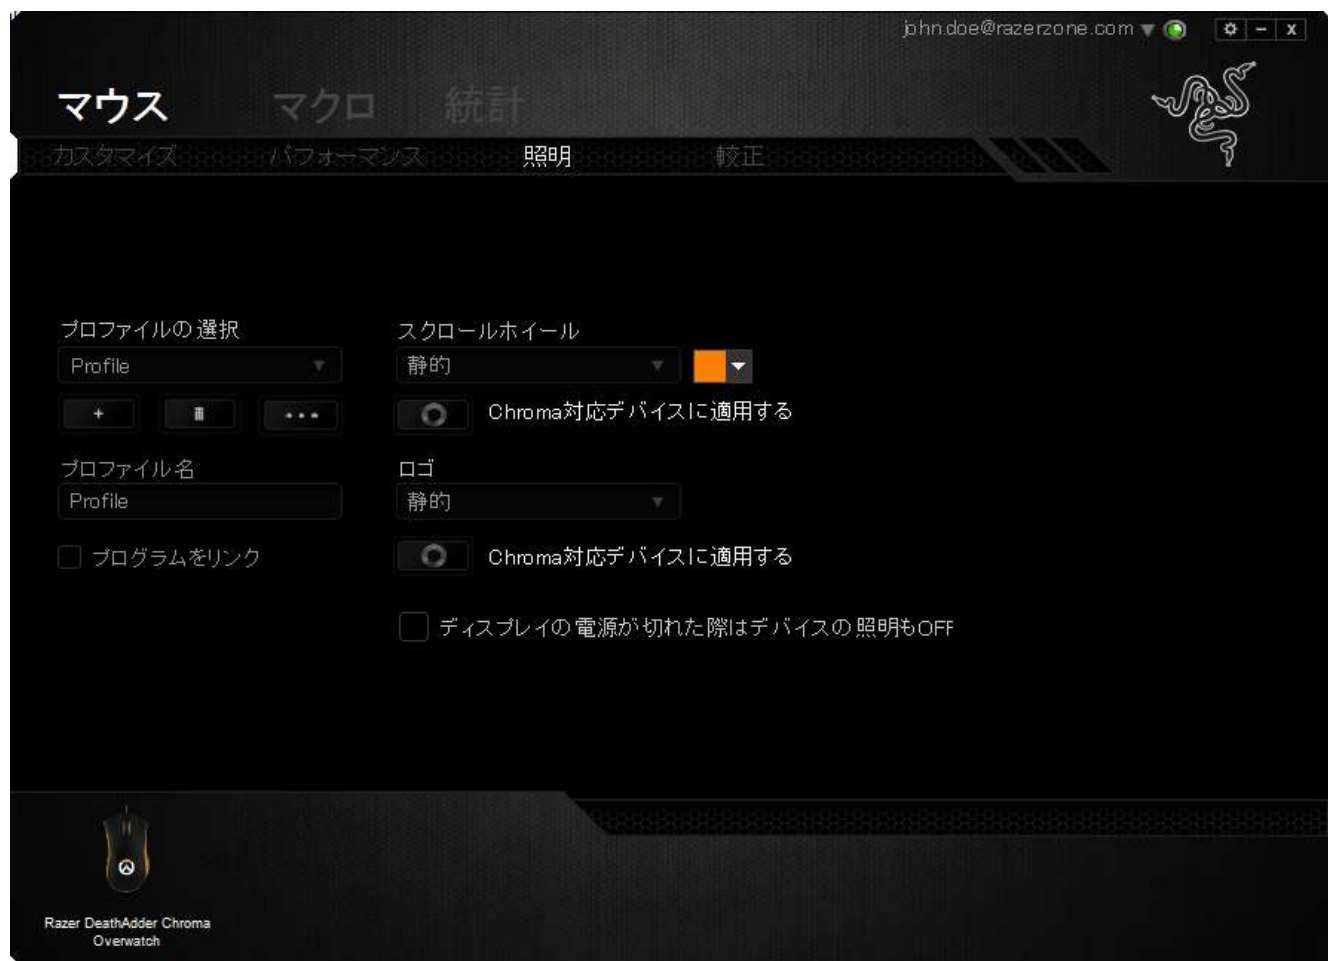 john.doe@razerzone.com
マウス マクロ 統計
カスタマイズ パフォーマンス 照明 較正
プロファイルの選択 スクロールホイール
Profile 静的
Chroma対応デバイスに適用する
プロファイル名 ロゴ
Profile 静的
プログラムをリンク Chroma対応デバイスに適用する
ディスプレイの電源が切れた際はデバイスの照明もOFF
Razer DeathAdder Chroma
Overwatch